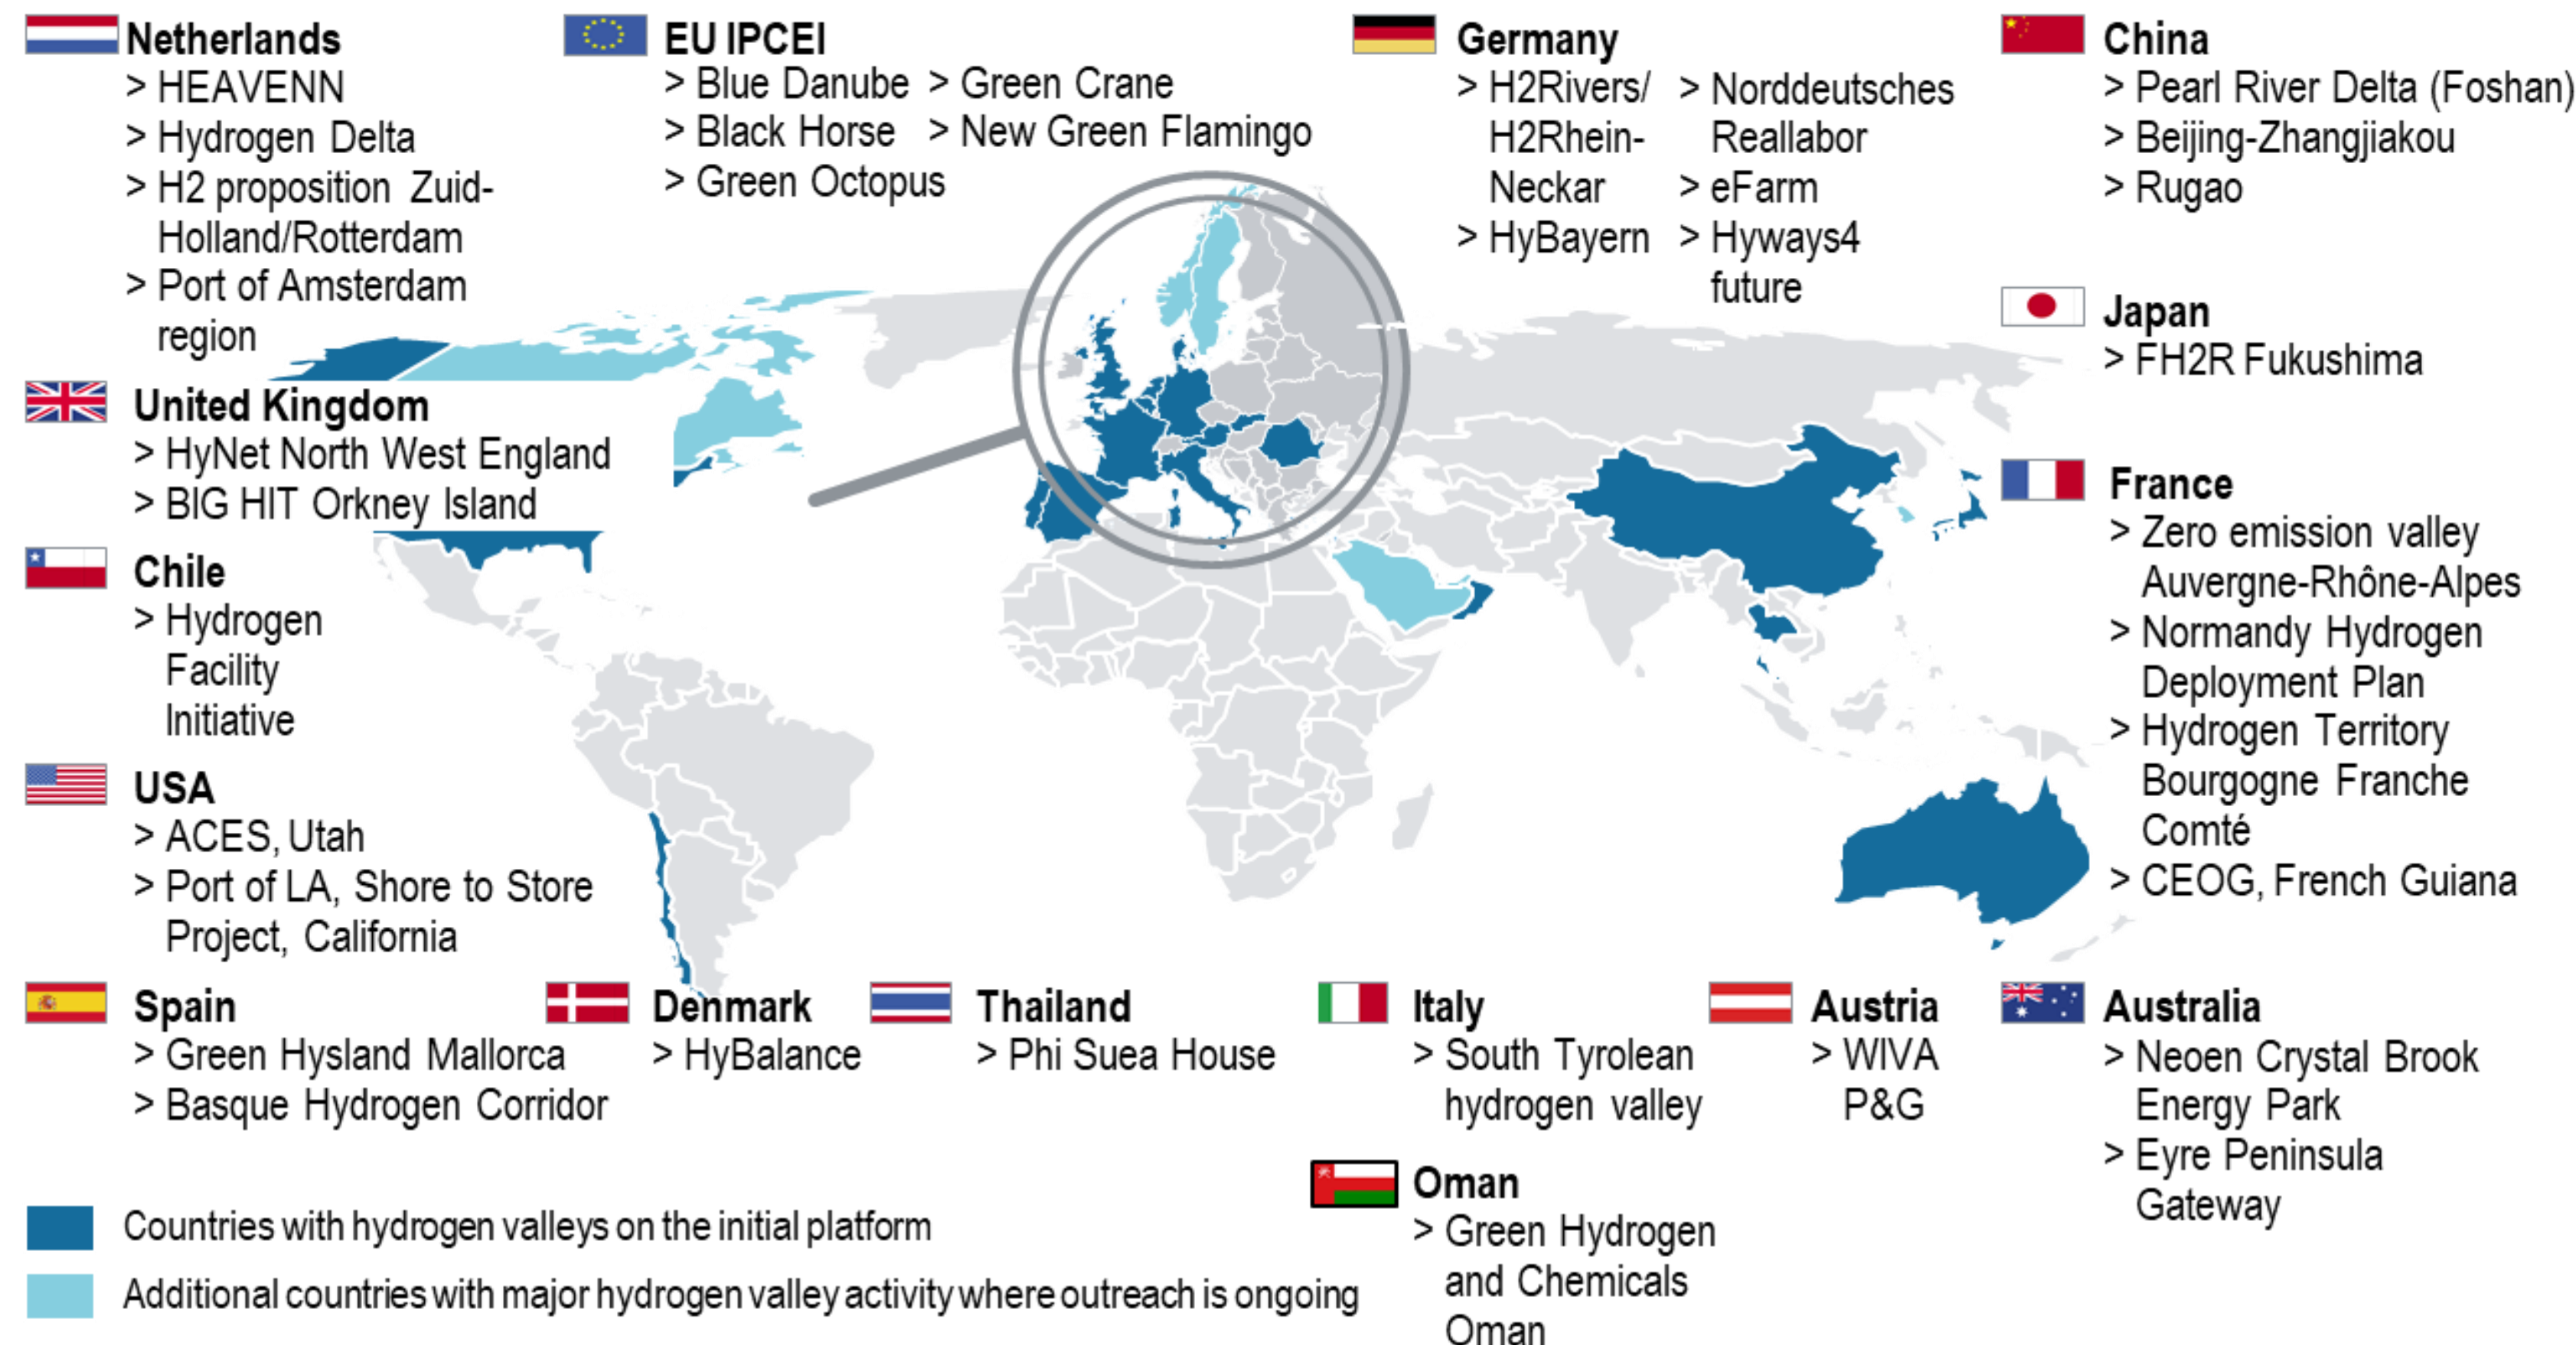 Netherlands
> HEAVENN
> Hydrogen Delta
> H2 proposition Zuid-
Holland/Rotterdam
> Port of Amsterdam
region
EU IPCEI
> Blue Danube
> Black Horse
> Green Octopus
> Green Crane
> New Green Flamingo
Germany
> H2Rivers/
H2Rhein-
Neckar
> HyBayern
> Norddeutsches
Reallabor
> eFarm
> Hyways4
future
China
> Pearl River Delta (Foshan)
> Beijing-Zhangjiakou
> Rugao
Japan
> FH2R Fukushima
United Kingdom
> HyNet North West England
> BIG HIT Orkney Island
France
> Zero emission valley
Auvergne-Rhône-Alpes
> Normandy Hydrogen
Deployment Plan
> Hydrogen Territory
Bourgogne Franche
Comté
> CEOG, French Guiana
Chile
> Hydrogen
Facility
Initiative
USA
> ACES, Utah
> Port of LA, Shore to Store
Project, California
Spain
> Green Hysland Mallorca
> Basque Hydrogen Corridor
Denmark
> HyBalance
Thailand
> Phi Suea House
Italy
> South Tyrolean
hydrogen valley
Austria
> WIVA
P&G
Australia
> Neoen Crystal Brook
Energy Park
> Eyre Peninsula
Gateway
Oman
> Green Hydrogen
and Chemicals
Oman
Countries with hydrogen valleys on the initial platform
Additional countries with major hydrogen valley activity where outreach is ongoing